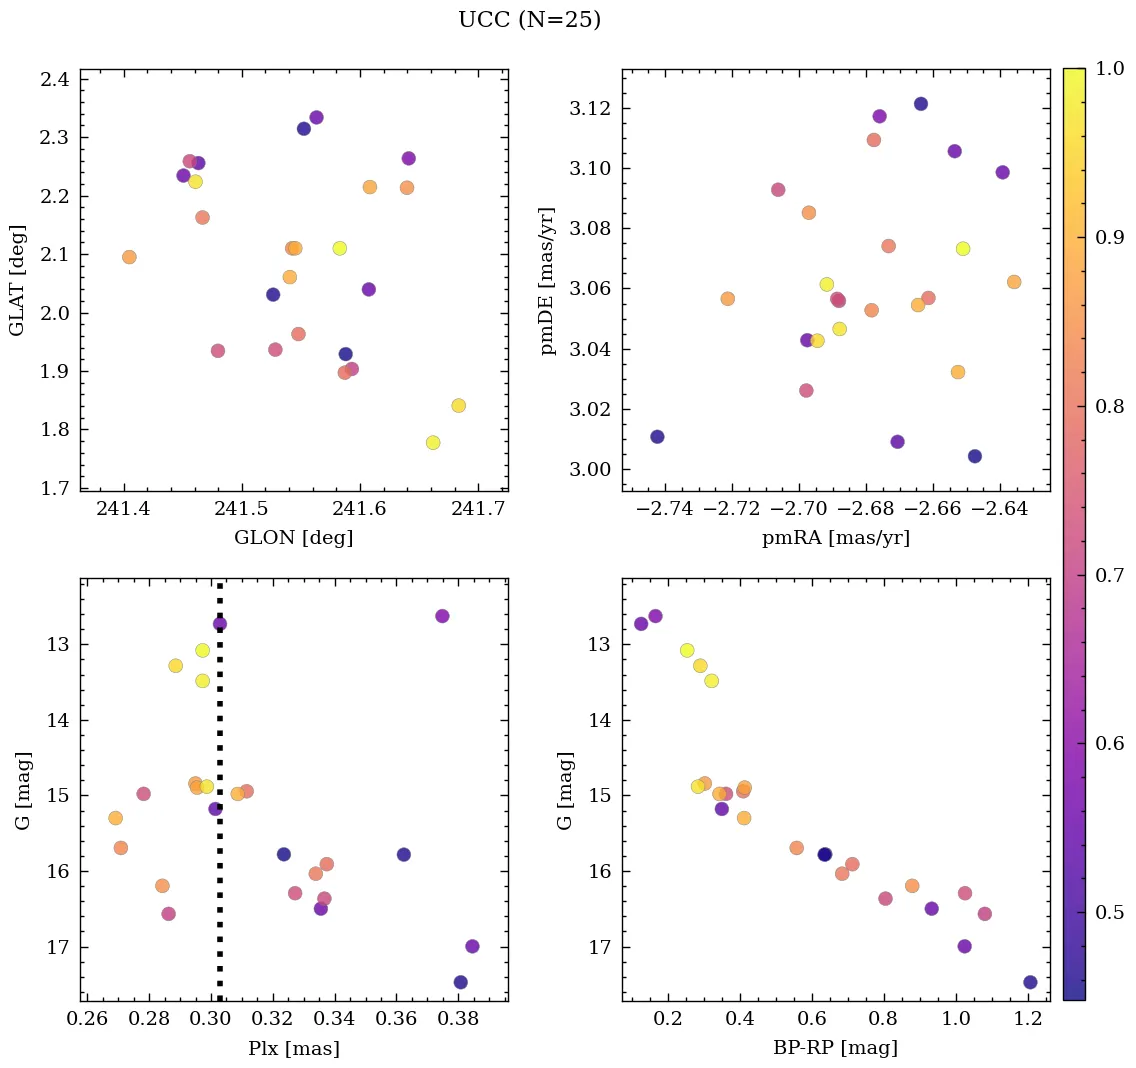 UCC (N=25)
2.4
2.3
2.2
2.1
2.0
1.9
1.8
1.7
GLAT [deg]
241.4 241.5 241.6 241.7
GLON [deg]
3.12
3.10
3.08
3.06
3.04
3.02
3.00
pmDE [mas/yr]
−2.74 −2.72 −2.70 −2.68 −2.66 −2.64
pmRA [mas/yr]
13
14
15
16
17
G [mag]
0.26 0.28 0.30 0.32 0.34 0.36 0.38
Plx [mas]
13
14
15
16
17
G [mag]
0.2 0.4 0.6 0.8 1.0 1.2
BP-RP [mag]
1.0
0.9
0.8
0.7
0.6
0.5